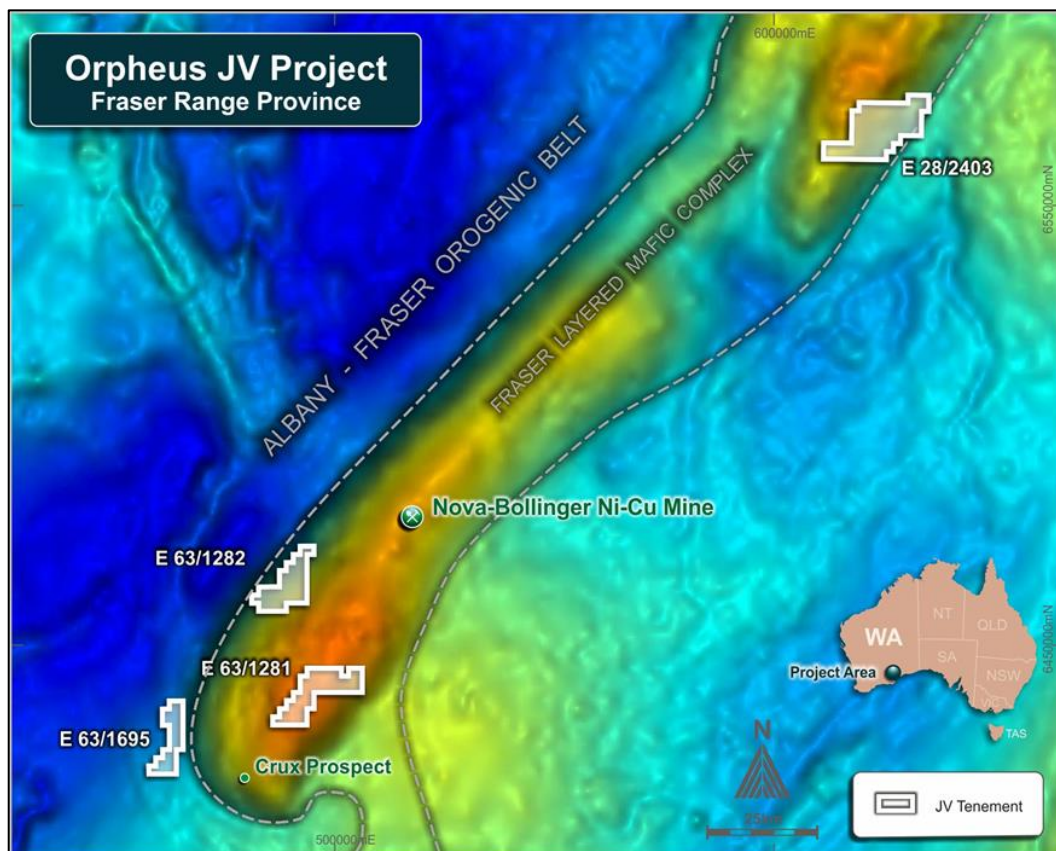 Orpheus JV Project
Fraser Range Province
600000mE
E 28/2403
6550000mN
ALBANY - FRASER OROGENIC BELT
FRASER LAYERED MAFIC COMPLEX
Nova-Bollinger Ni-Cu Mine
E 63/1282
E 63/1281
E 63/1695
Crux Prospect
500000mE
6450000mN
WA
NT
QLD
SA
NSW
VIC
TAS
Project Area
N
25km
JV Tenement